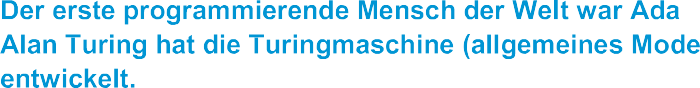 Der erste programmierende Mensch der Welt war Ada
Alan Turing hat die Turingmaschine (allgemeines Mode
entwickelt.